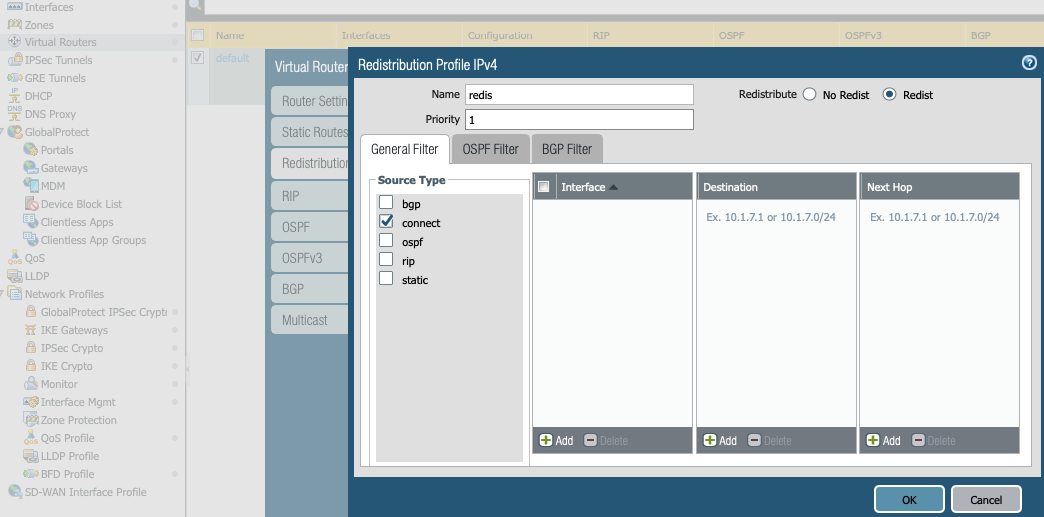 Interfaces
Zones
Virtual Routers
IPSec Tunnels
GRE Tunnels
DHCP
DNS Proxy
GlobalProtect
Portals
Gateways
MDM
Device Block List
Clientless Apps
Clientless App Groups
QoS
LLDP
Network Profiles
GlobalProtect IPSec Crypto
IKE Gateways
IPSec Crypto
IKE Crypto
Monitor
Interface Mgmt
Zone Protection
QoS Profile
LLDP Profile
BFD Profile
SD-WAN Interface Profile
Name Interfaces Configuration RIP OSPF OSPFv3 BGP
default
Virtual Router
Router Settin
Static Routes
Redistribution
RIP
OSPF
OSPFv3
BGP
Multicast
Redistribution Profile IPv4
Name redis
Redistribute No Redist Redist
Priority 1
General Filter OSPF Filter BGP Filter
Source Type
bgp
connect
ospf
rip
static
Interface Destination Next Hop
Ex. 10.1.7.1 or 10.1.7.0/24 Ex. 10.1.7.1 or 10.1.7.0/24
Add Delete Add Delete Add Delete
OK Cancel